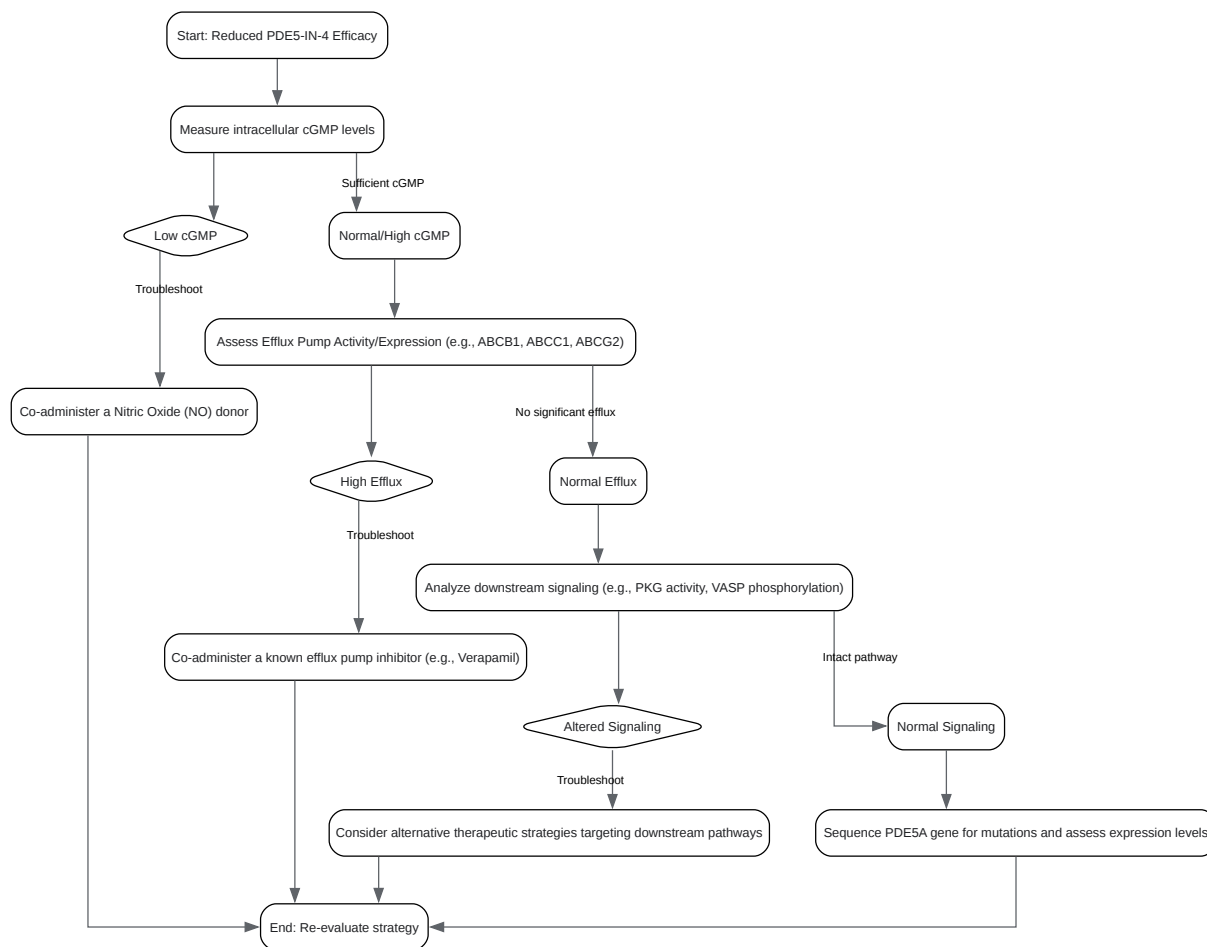 Start: Reduced PDE5-IN-4 Efficacy
Measure intracellular cGMP levels
Sufficient cGMP
Low cGMP
Normal/High cGMP
Troubleshoot
Assess Efflux Pump Activity/Expression (e.g., ABCB1, ABCC1, ABCG2)
Co-administer a Nitric Oxide (NO) donor
No significant efflux
High Efflux
Normal Efflux
Troubleshoot
Analyze downstream signaling (e.g., PKG activity, VASP phosphorylation)
Co-administer a known efflux pump inhibitor (e.g., Verapamil)
Intact pathway
Altered Signaling
Normal Signaling
Troubleshoot
Consider alternative therapeutic strategies targeting downstream pathways
Sequence PDE5A gene for mutations and assess expression levels
End: Re-evaluate strategy